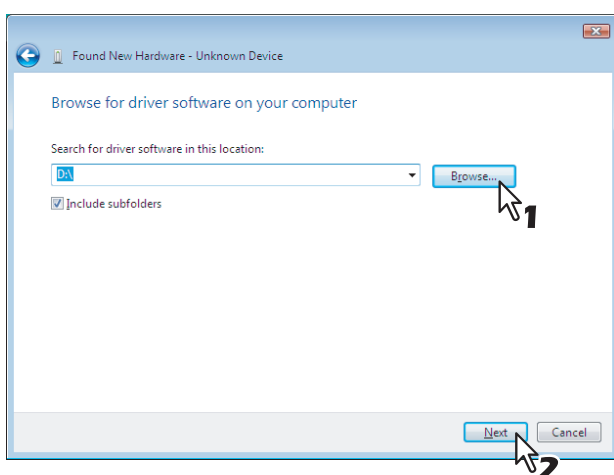 Found New Hardware - Unknown Device
Browse for driver software on your computer
Search for driver software in this location:
D:\
Browse...
1
Include subfolders
Next
Cancel
2